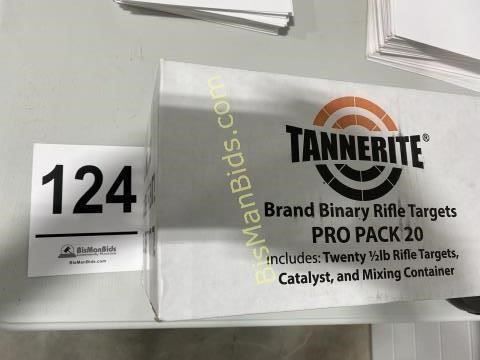 124
BisManBids
BisManBids.com
BisManBids.com
TANNERITE®
Brand Binary Rifle Targets
PRO PACK 20
Includes: Twenty ½lb Rifle Targets,
Catalyst, and Mixing Container